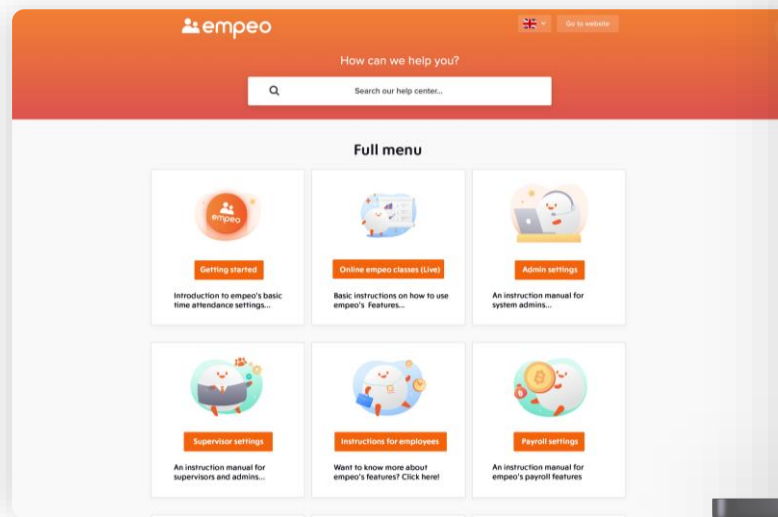 empeo
Go to website
How can we help you?
Search our help center...
Full menu
empeo
Getting started
Introduction to empeo's basic
time attendance settings...
Online empeo classes (Live)
Basic instructions on how to use
empeo's Features...
Admin settings
An instruction manual for
system admins...
Supervisor settings
An instruction manual for
supervisors and admins...
Instructions for employees
Want to know more about
empeo's features? Click here!
Payroll settings
An instruction manual for
empeo's payroll features